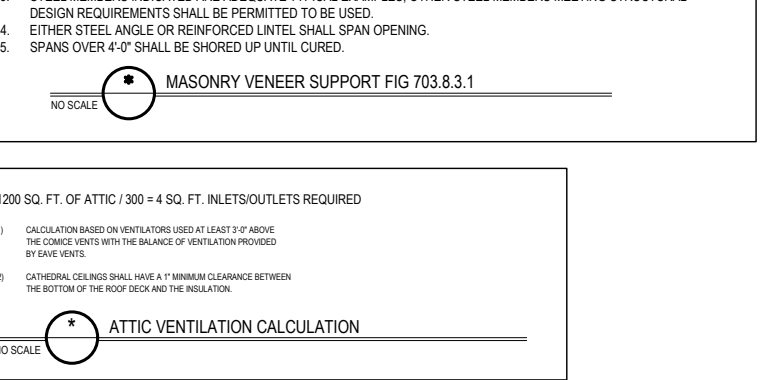 DESIGN REQUIREMENTS SHALL BE PERMITTED TO BE USED.
4. EITHER STEEL ANGLE OR REINFORCED LINTEL SHALL SPAN OPENING.
5. SPANS OVER 4'-0" SHALL BE SHORED UP UNTIL CURED.
* MASONRY VENEER SUPPORT FIG 703.8.3.1
NO SCALE
1200 SQ. FT. OF ATTIC / 300 = 4 SQ. FT. INLETS/OUTLETS REQUIRED
) CALCULATION BASED ON VENTILATORS USED AT LEAST 3'-0" ABOVE
THE COMICE VENTS WITH THE BALANCE OF VENTILATION PROVIDED
BY EAVE VENTS.
2) CATHEDRAL CEILINGS SHALL HAVE A 1" MINIMUM CLEARANCE BETWEEN
THE BOTTOM OF THE ROOF DECK AND THE INSULATION.
* ATTIC VENTILATION CALCULATION
NO SCALE